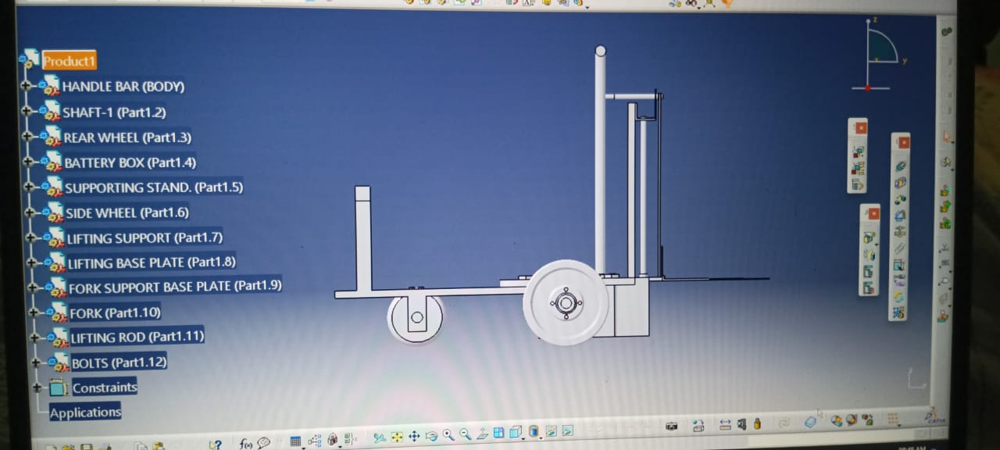 z
Product1
y
HANDLE BAR (BODY)
SHAFT-1 (Part1.2)
REAR WHEEL (Part1.3)
BATTERY BOX (Part1.4)
SUPPORTING STAND. (Part1.5)
SIDE WHEEL (Part1.6)
LIFTING SUPPORT (Part1.7)
LIFTING BASE PLATE (Part1.8)
FORK SUPPORT BASE PLATE (Part1.9)
FORK (Part1.10)
LIFTING ROD (Part1.11)
BOLTS (Part1.12)
Constraints
Applications
f(x)
CATIA